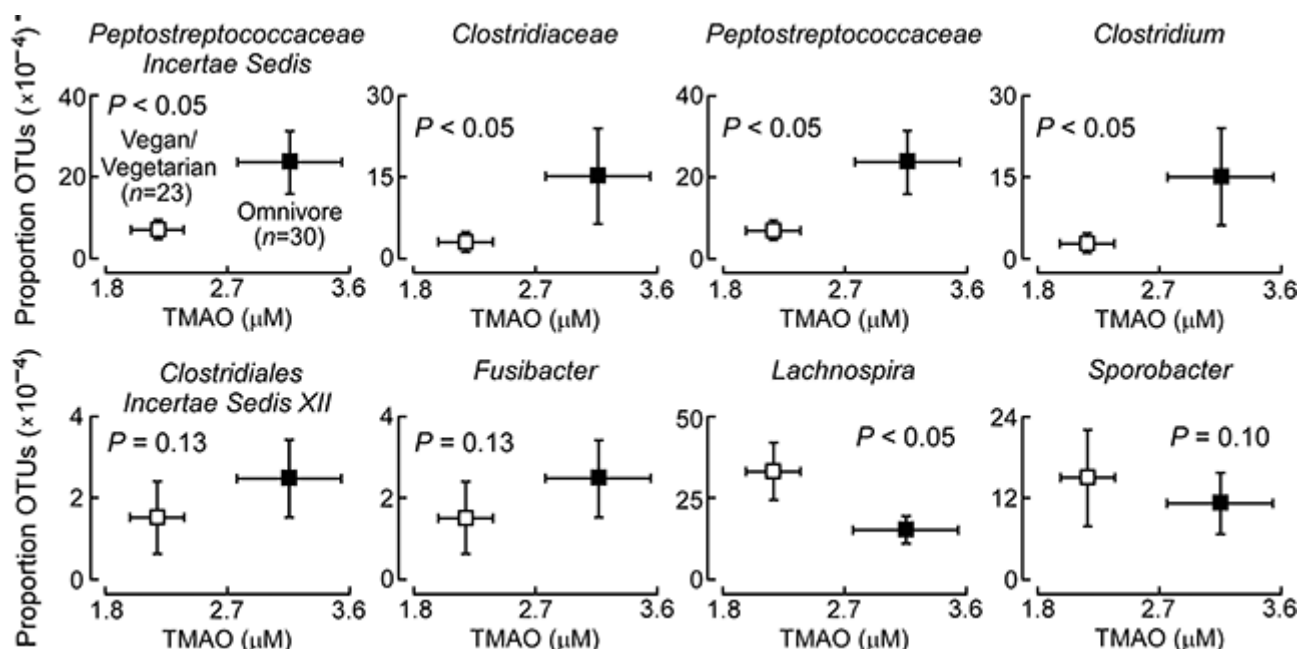 Proportion OTUs (×10−4)
Peptostreptococcaceae
Incertae Sedis
40
20
0
P < 0.05
Vegan/
Vegetarian
(n=23)
Omnivore
(n=30)
1.8 2.7 3.6
TMAO (μM)
Clostridiaceae
30
15
0
P < 0.05
1.8 2.7 3.6
TMAO (μM)
Peptostreptococcaceae
40
20
0
P < 0.05
1.8 2.7 3.6
TMAO (μM)
Clostridium
30
15
0
P < 0.05
1.8 2.7 3.6
TMAO (μM)
Proportion OTUs (×10−4)
Clostridiales
Incertae Sedis XII
4
2
0
P = 0.13
1.8 2.7 3.6
TMAO (μM)
Fusibacter
4
2
0
P = 0.13
1.8 2.7 3.6
TMAO (μM)
Lachnospira
50
25
0
P < 0.05
1.8 2.7 3.6
TMAO (μM)
Sporobacter
24
12
0
P = 0.10
1.8 2.7 3.6
TMAO (μM)